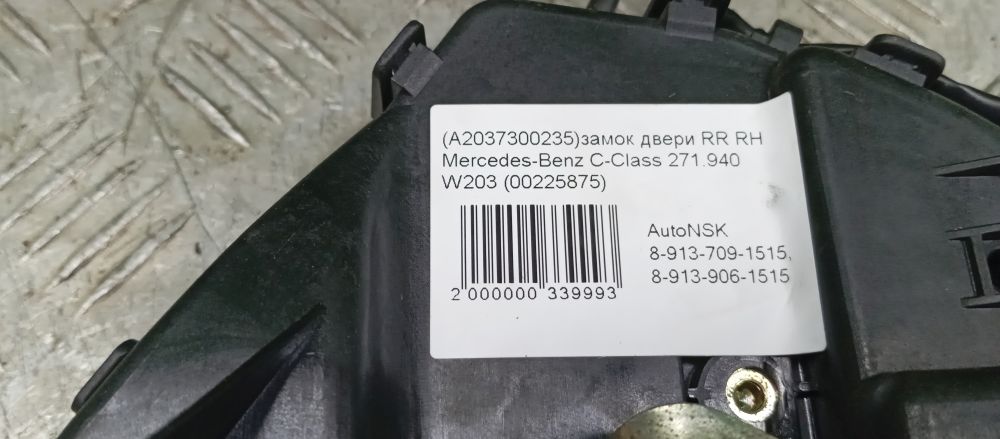 (A2037300235)замок двери RR RH
Mercedes-Benz C-Class 271.940
W203 (00225875)
AutoNSK
8-913-709-1515,
8-913-906-1515
2 000000 339993